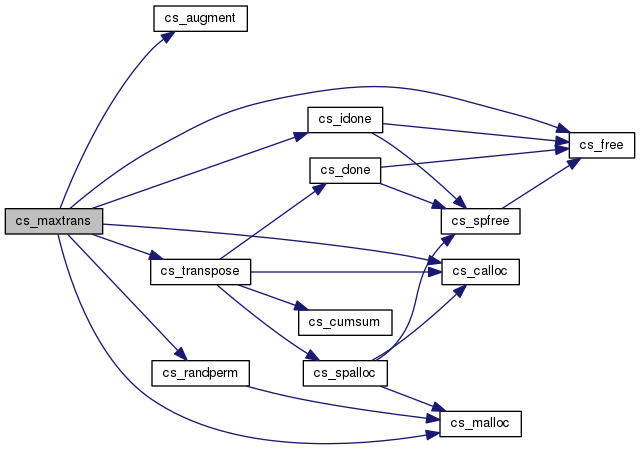 cs_augment
cs_idone
cs_free
cs_done
cs_maxtrans
cs_spfree
cs_transpose
cs_calloc
cs_cumsum
cs_randperm
cs_spalloc
cs_malloc